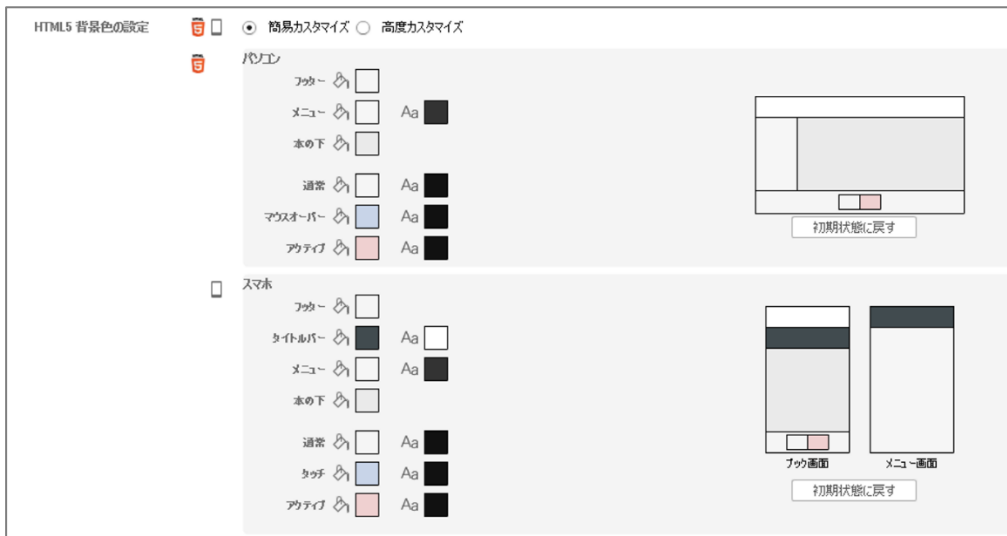 HTML5 背景色の設定 5 簡易カスタマイズ 高度カスタマイズ
5 パソコン
フッター
メニュー Aa
本の下
通常 Aa
マウスオーバー Aa
アクティブ Aa
初期状態に戻す
スマホ
フッター
タイトルバー Aa
メニュー Aa
本の下
通常 Aa
タッチ Aa
アクティブ Aa
ブック画面 メニュー画面
初期状態に戻す